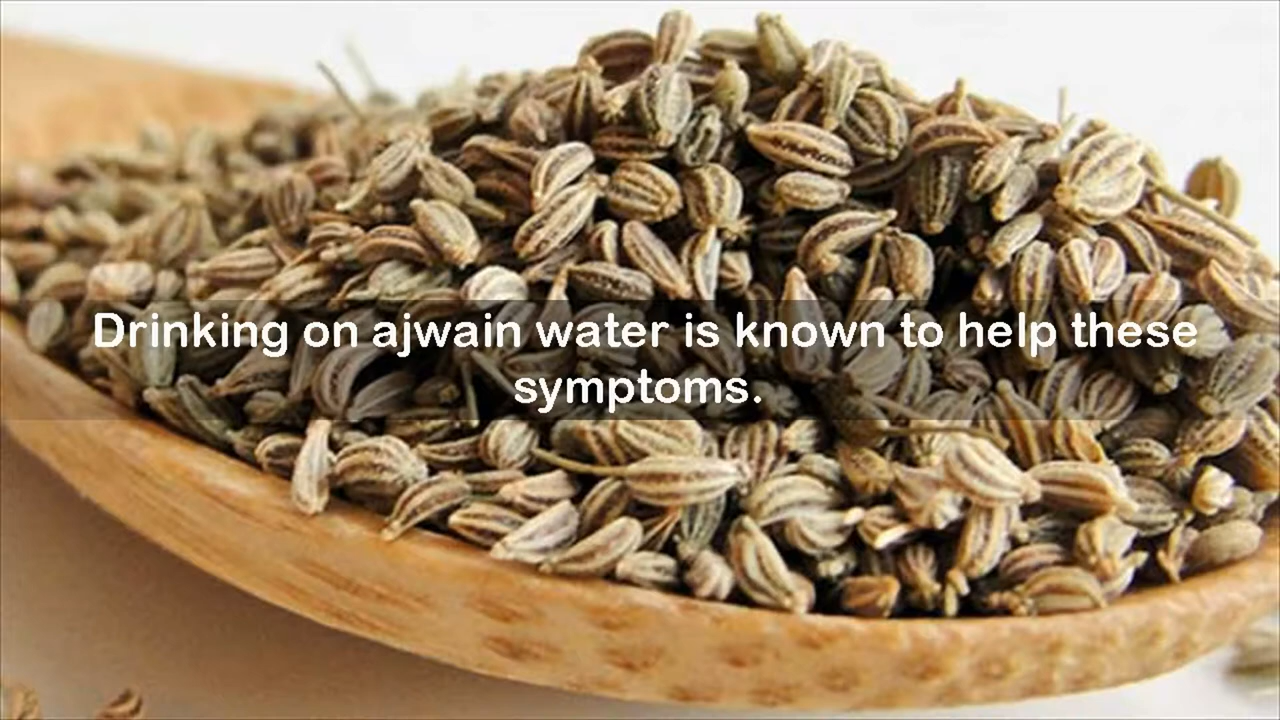 Drinking on ajwain water is known to help these
symptoms.